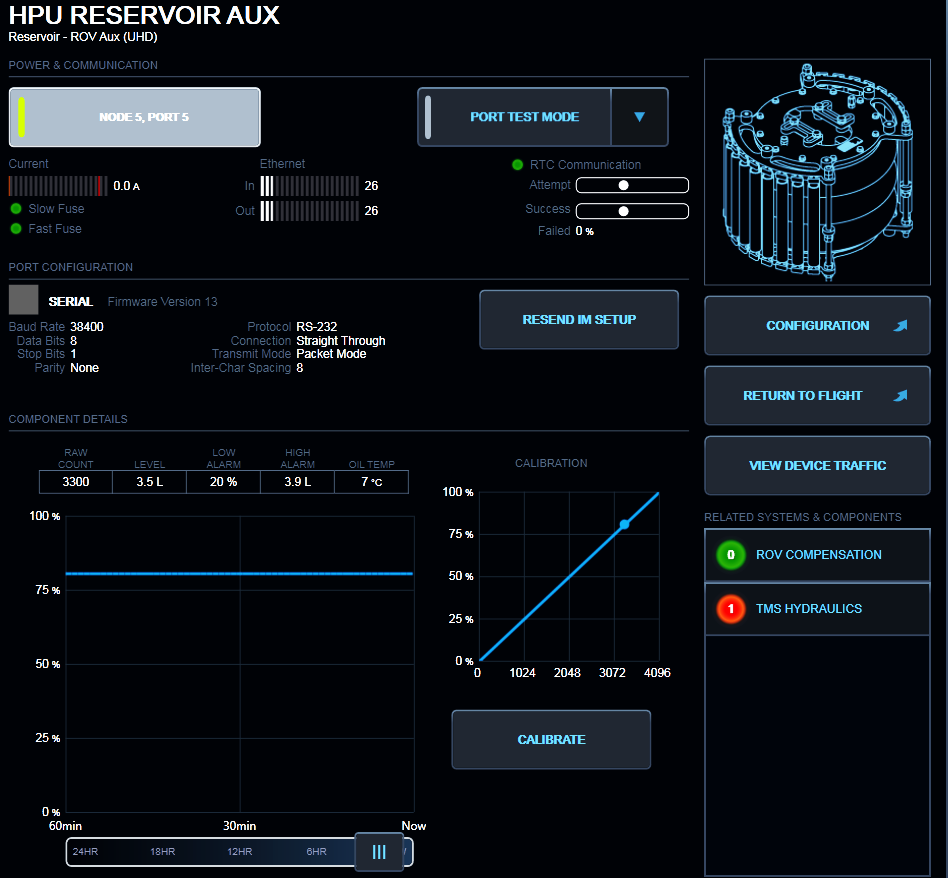 HPU RESERVOIR AUX
Reservoir - ROV Aux (UHD)
POWER & COMMUNICATION
NODE 5, PORT 5
PORT TEST MODE
Current
0.0 A
Slow Fuse
Fast Fuse
Ethernet
In 26
Out 26
RTC Communication
Attempt
Success
Failed 0 %
PORT CONFIGURATION
SERIAL Firmware Version 13
Baud Rate 38400
Data Bits 8
Stop Bits 1
Parity None
Protocol RS-232
Connection Straight Through
Transmit Mode Packet Mode
Inter-Char Spacing 8
RESEND IM SETUP
CONFIGURATION
RETURN TO FLIGHT
VIEW DEVICE TRAFFIC
RELATED SYSTEMS & COMPONENTS
0 ROV COMPENSATION
1 TMS HYDRAULICS
COMPONENT DETAILS
RAW COUNT LEVEL LOW ALARM HIGH ALARM OIL TEMP
3300 3.5 L 20 % 3.9 L 7 °C
100 %
75 %
50 %
25 %
0 %
60min 30min Now
24HR 18HR 12HR 6HR
CALIBRATION
100 %
75 %
50 %
25 %
0 %
0 1024 2048 3072 4096
CALIBRATE